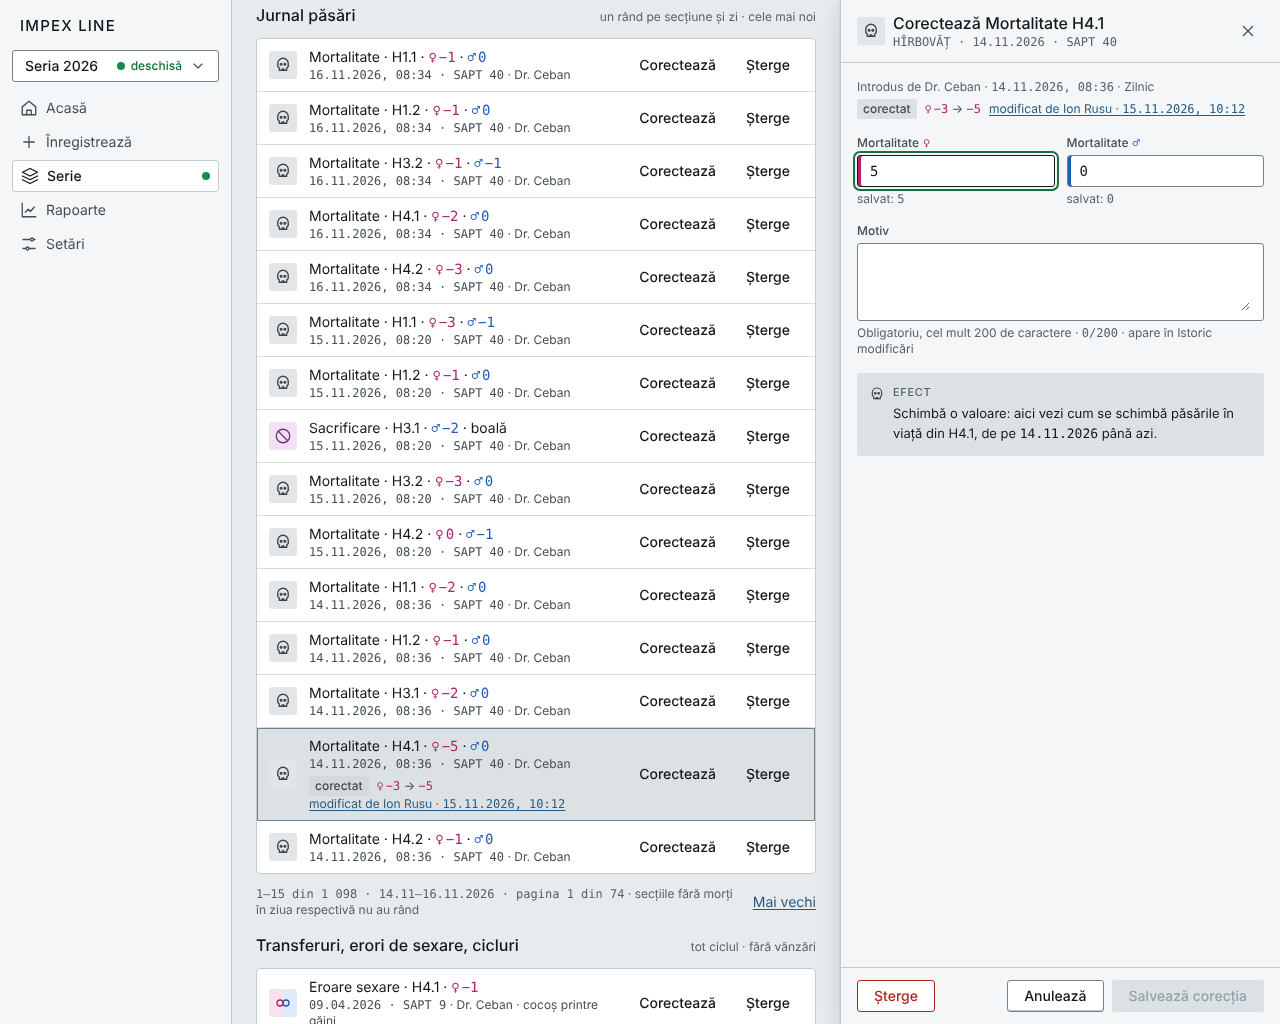 IMPEX LINE
Seria 2026 deschisă
Acasă
Înregistrează
Serie
Rapoarte
Setări
Jurnal păsări
un rând pe secțiune și zi · cele mai noi
Mortalitate · H1.1 · ♀−1 · ♂0
16.11.2026, 08:34 · SAPT 40 · Dr. Ceban
Corectează Șterge
Mortalitate · H1.2 · ♀−1 · ♂0
16.11.2026, 08:34 · SAPT 40 · Dr. Ceban
Corectează Șterge
Mortalitate · H3.2 · ♀−1 · ♂−1
16.11.2026, 08:34 · SAPT 40 · Dr. Ceban
Corectează Șterge
Mortalitate · H4.1 · ♀−2 · ♂0
16.11.2026, 08:34 · SAPT 40 · Dr. Ceban
Corectează Șterge
Mortalitate · H4.2 · ♀−3 · ♂0
16.11.2026, 08:34 · SAPT 40 · Dr. Ceban
Corectează Șterge
Mortalitate · H1.1 · ♀−3 · ♂−1
15.11.2026, 08:20 · SAPT 40 · Dr. Ceban
Corectează Șterge
Mortalitate · H1.2 · ♀−1 · ♂0
15.11.2026, 08:20 · SAPT 40 · Dr. Ceban
Corectează Șterge
Sacrificare · H3.1 · ♂−2 · boală
15.11.2026, 08:20 · SAPT 40 · Dr. Ceban
Corectează Șterge
Mortalitate · H3.2 · ♀−3 · ♂0
15.11.2026, 08:20 · SAPT 40 · Dr. Ceban
Corectează Șterge
Mortalitate · H4.2 · ♀0 · ♂−1
15.11.2026, 08:20 · SAPT 40 · Dr. Ceban
Corectează Șterge
Mortalitate · H1.1 · ♀−2 · ♂0
14.11.2026, 08:36 · SAPT 40 · Dr. Ceban
Corectează Șterge
Mortalitate · H1.2 · ♀−1 · ♂0
14.11.2026, 08:36 · SAPT 40 · Dr. Ceban
Corectează Șterge
Mortalitate · H3.1 · ♀−2 · ♂0
14.11.2026, 08:36 · SAPT 40 · Dr. Ceban
Corectează Șterge
Mortalitate · H4.1 · ♀−5 · ♂0
14.11.2026, 08:36 · SAPT 40 · Dr. Ceban
corectat ♀−3 → −5
modificat de Ion Rusu · 15.11.2026, 10:12
Corectează Șterge
Mortalitate · H4.2 · ♀−1 · ♂0
14.11.2026, 08:36 · SAPT 40 · Dr. Ceban
Corectează Șterge
1–15 din 1 098 · 14.11–16.11.2026 · pagina 1 din 74 · secțiile fără morți
în ziua respectivă nu au rând
Mai vechi
Transferuri, erori de sexare, cicluri
tot ciclul · fără vânzări
Eroare sexare · H4.1 · ♀−1
09.04.2026 · SAPT 9 · Dr. Ceban · cocoș printre
găini
Corectează Șterge
Corectează Mortalitate H4.1
HÎRBOVĂȚ · 14.11.2026 · SAPT 40
Introdus de Dr. Ceban · 14.11.2026, 08:36 · Zilnic
corectat ♀−3 → −5 modificat de Ion Rusu · 15.11.2026, 10:12
Mortalitate ♀ Mortalitate ♂
5 0
salvat: 5 salvat: 0
Motiv
Obligatoriu, cel mult 200 de caractere · 0/200 · apare în Istoric
modificări
EFECT
Schimbă o valoare: aici vezi cum se schimbă păsările în
viață din H4.1, de pe 14.11.2026 până azi.
Șterge Anulează Salvează corecția